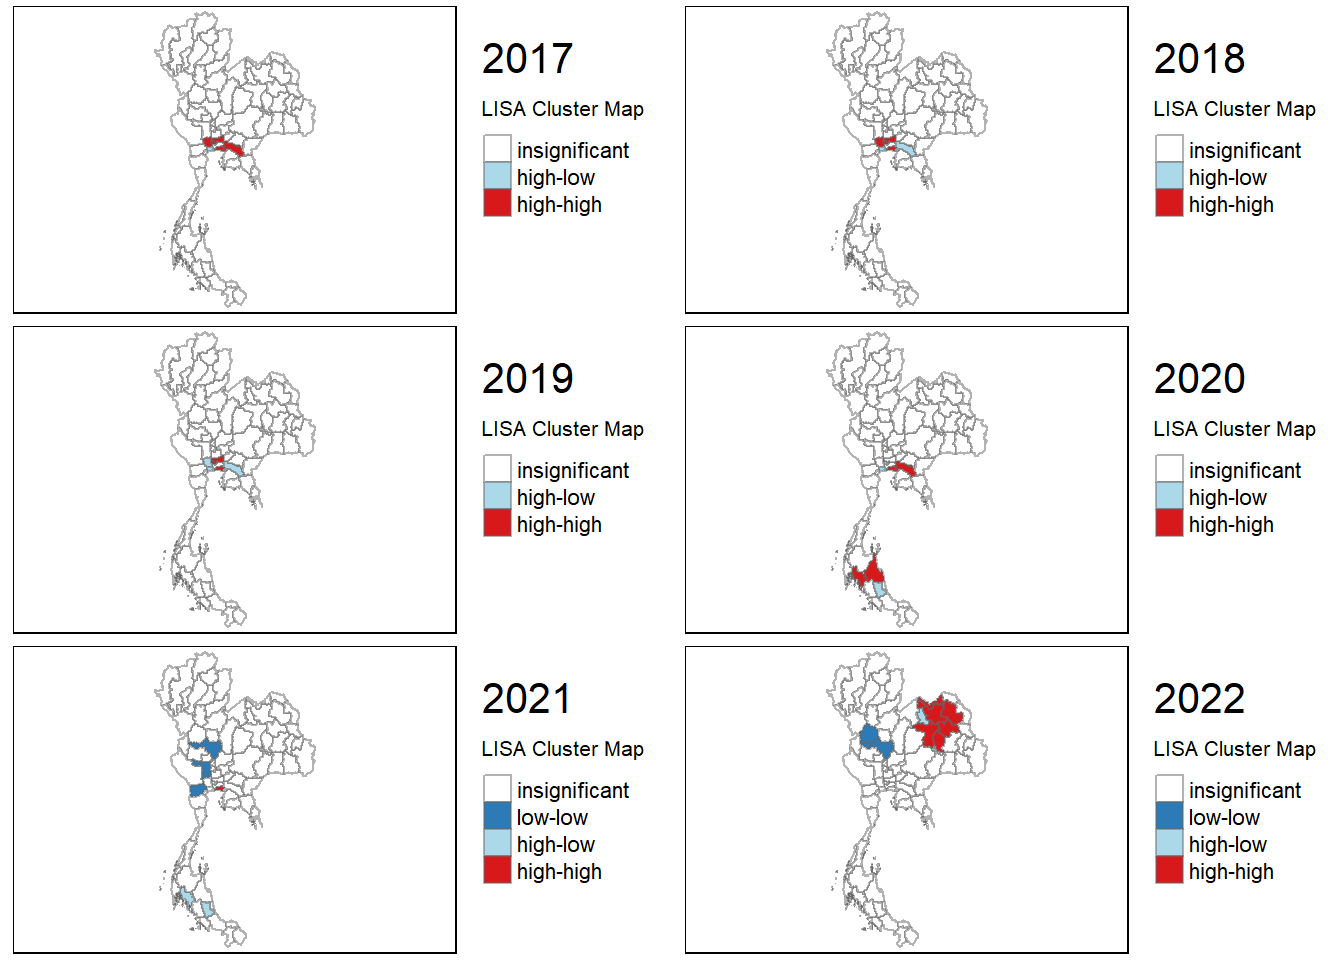 2017
LISA Cluster Map
insignificant
high-low
high-high
2018
LISA Cluster Map
insignificant
high-low
high-high
2019
LISA Cluster Map
insignificant
high-low
high-high
2020
LISA Cluster Map
insignificant
high-low
high-high
2021
LISA Cluster Map
insignificant
low-low
high-low
high-high
2022
LISA Cluster Map
insignificant
low-low
high-low
high-high